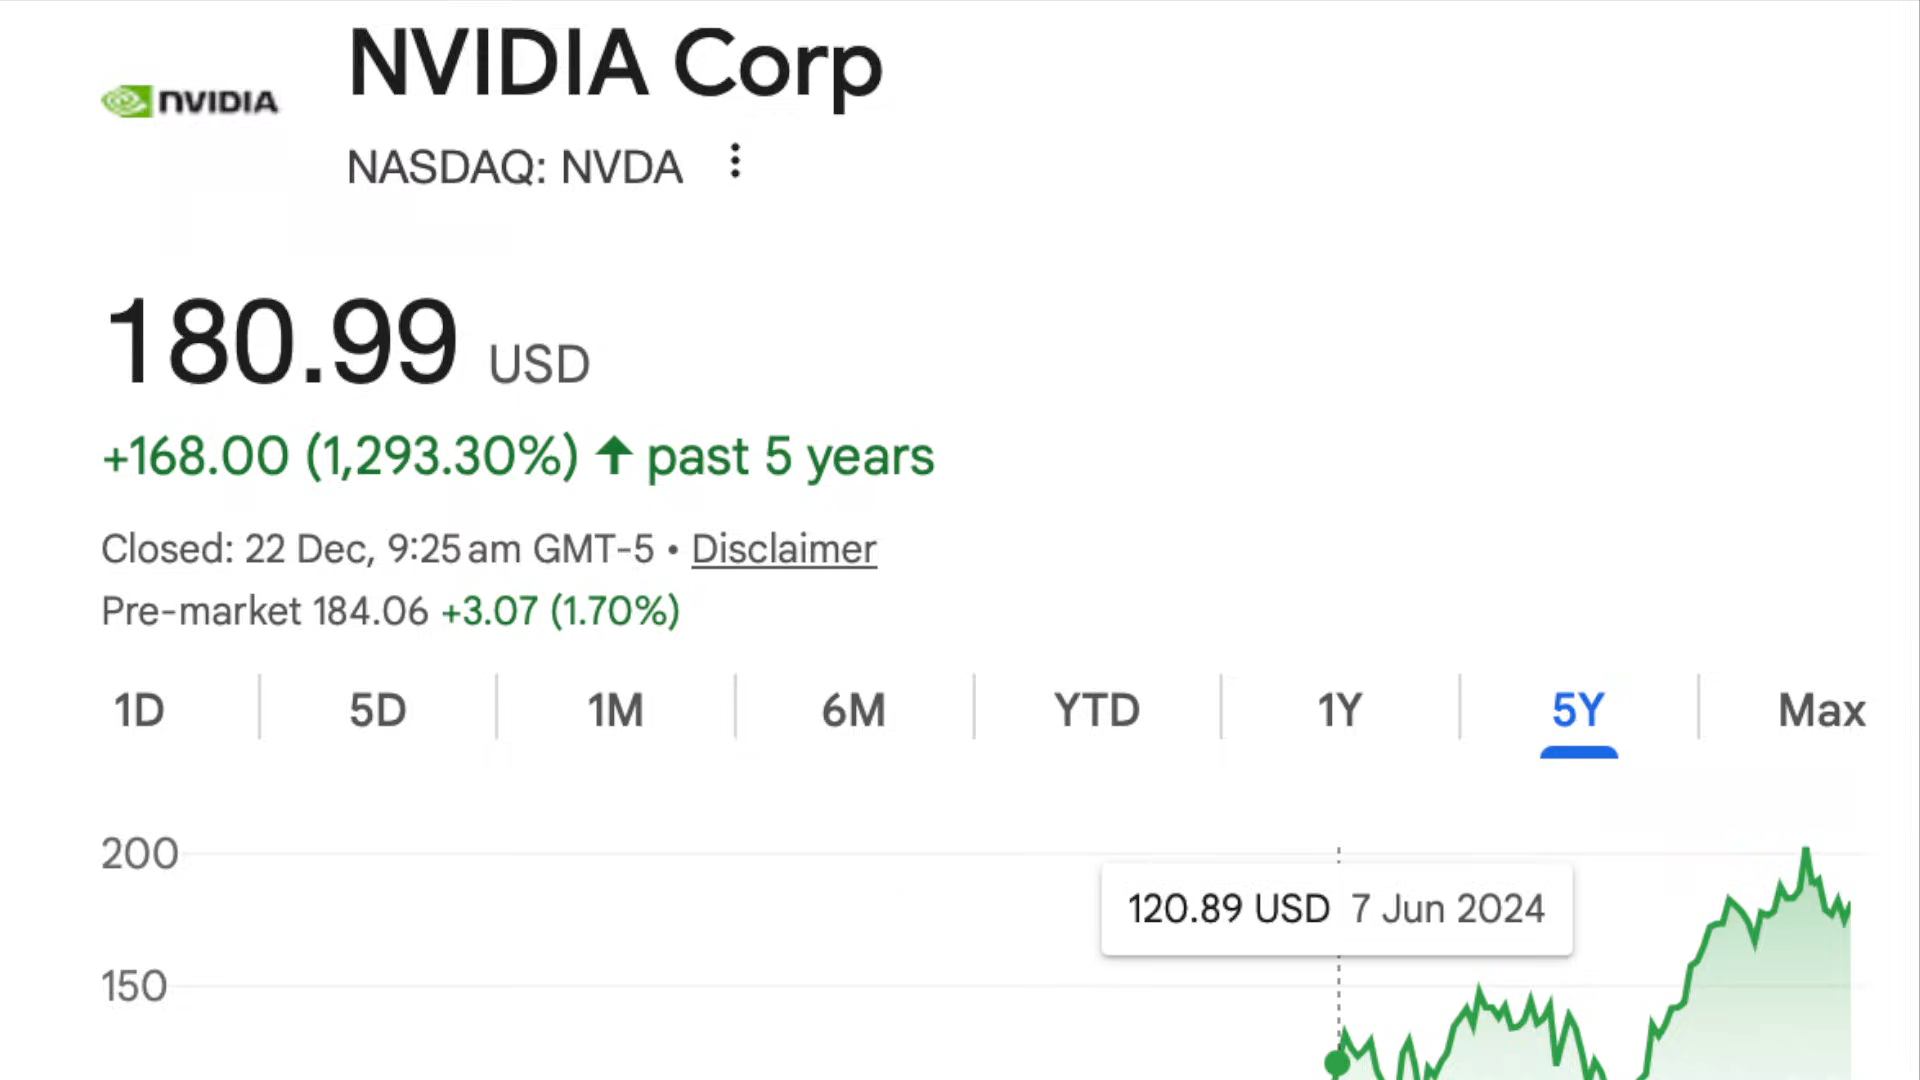 NVIDIA Corp
NVIDIA
NASDAQ: NVDA
180.99 USD
+168.00 (1,293.30%) ↑ past 5 years
Closed: 22 Dec, 9:25 am GMT-5 • Disclaimer
Pre-market 184.06 +3.07 (1.70%)
1D 5D 1M 6M YTD 1Y 5Y Max
200
120.89 USD 7 Jun 2024
150